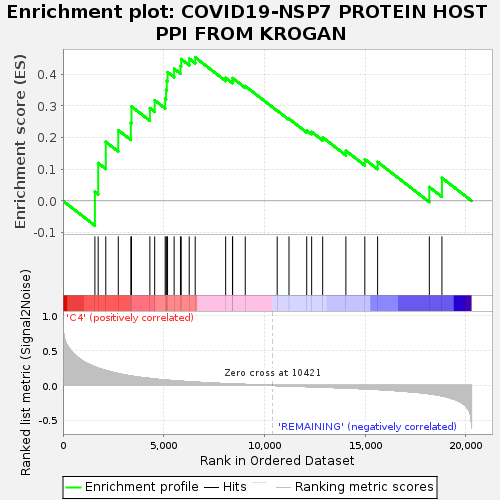 Enrichment plot: COVID19-NSP7 PROTEIN HOST
PPI FROM KROGAN
Enrichment score (ES)
0.4
0.3
0.2
0.1
0.0
-0.1
'C4' (positively correlated)
Ranked list metric (Signal2Noise)
1.0
0.5
0.0
-0.5
Zero cross at 10421
'REMAINING' (negatively correlated)
0
5,000
10,000
15,000
20,000
Rank in Ordered Dataset
Enrichment profile
Hits
Ranking metric scores